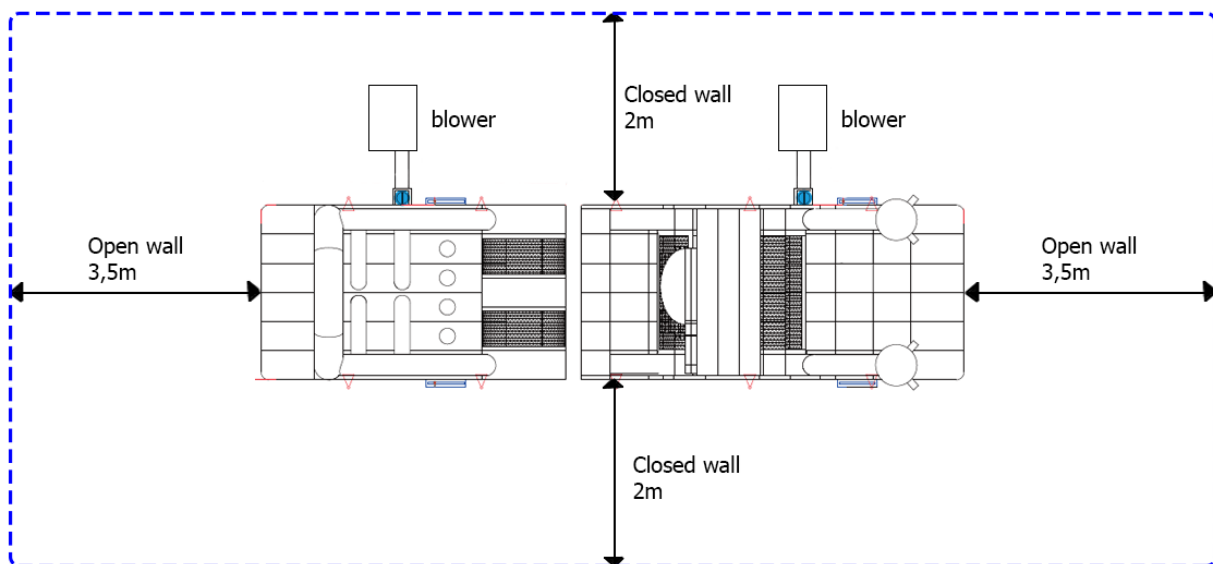 Closed wall
2m
blower
blower
Open wall
3,5m
Open wall
3,5m
Closed wall
2m